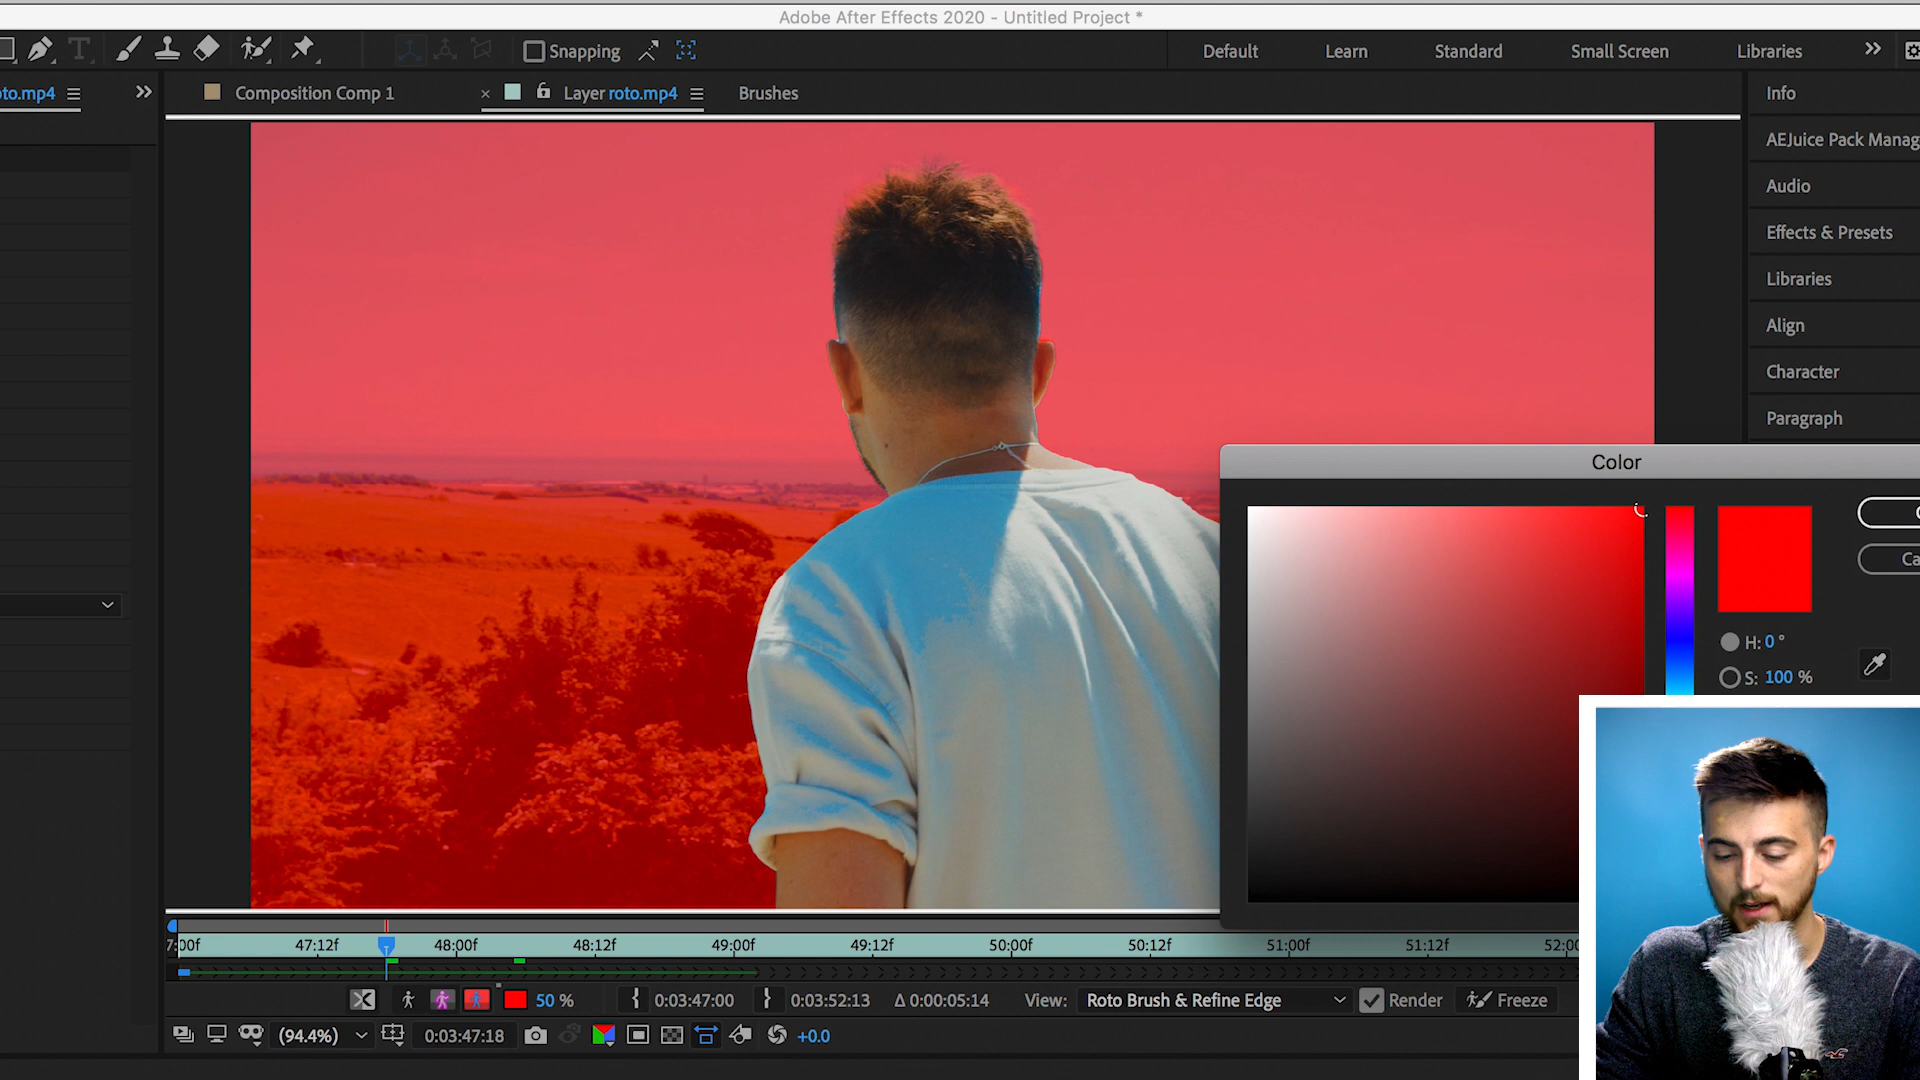 Adobe After Effects 2020 - Untitled Project *
Snapping
Default
Learn
Standard
Small Screen
Libraries
oto.mp4
Composition Comp 1
Layer roto.mp4
Brushes
Info
AEJuice Pack Manag
Audio
Effects & Presets
Libraries
Align
Character
Paragraph
Color
Ca
H: 0 °
S: 100 %
7:00f
47:12f
48:00f
48:12f
49:00f
49:12f
50:00f
50:12f
51:00f
51:12f
52:00
50 %
0:03:47:00
0:03:52:13
Δ 0:00:05:14
View:
Roto Brush & Refine Edge
Render
Freeze
(94.4%)
0:03:47:18
+0.0